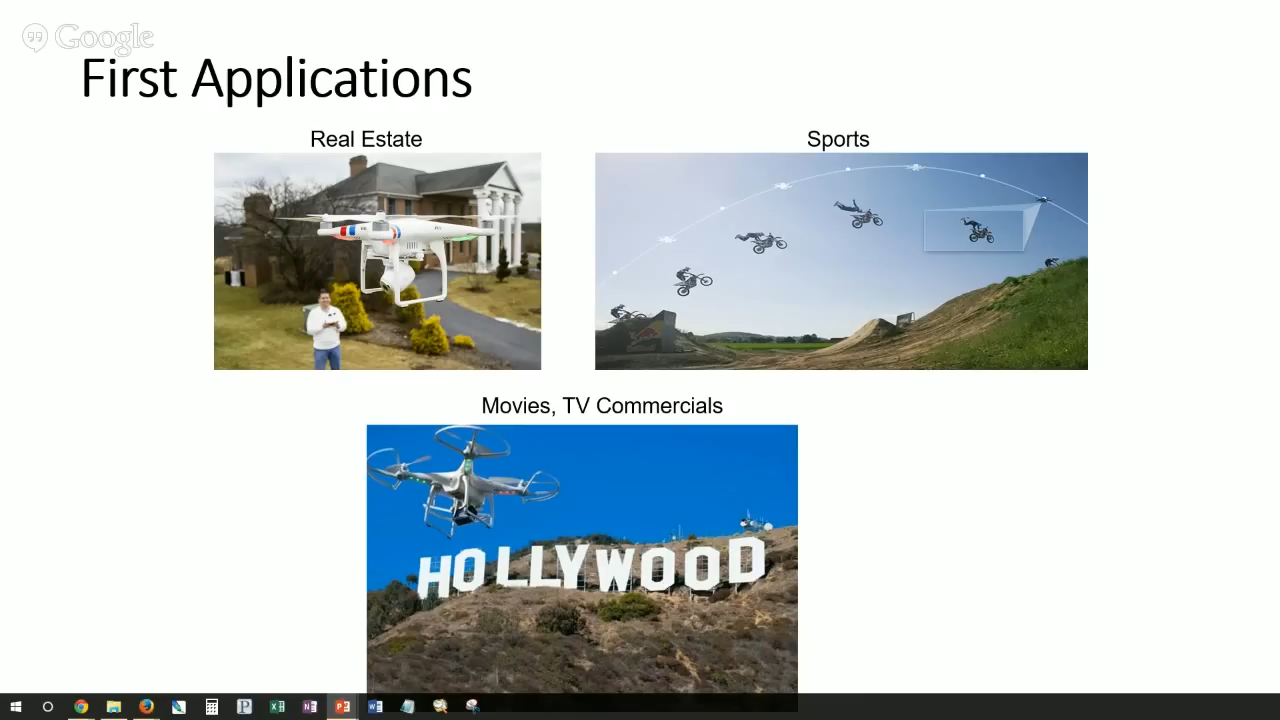 Google
First Applications
Real Estate
Sports
Movies, TV Commercials
HOLLYWOOD